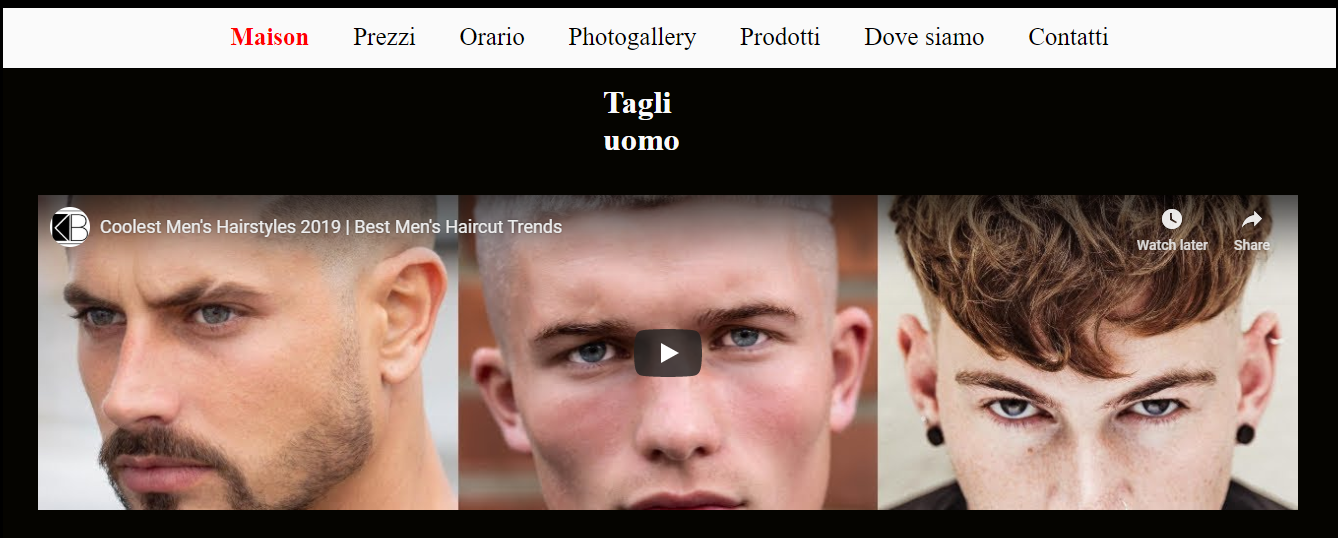 Maison Prezzi Orario Photogallery Prodotti Dove siamo Contatti
Tagli
uomo
KB Coolest Men's Hairstyles 2019 | Best Men's Haircut Trends
Watch later Share